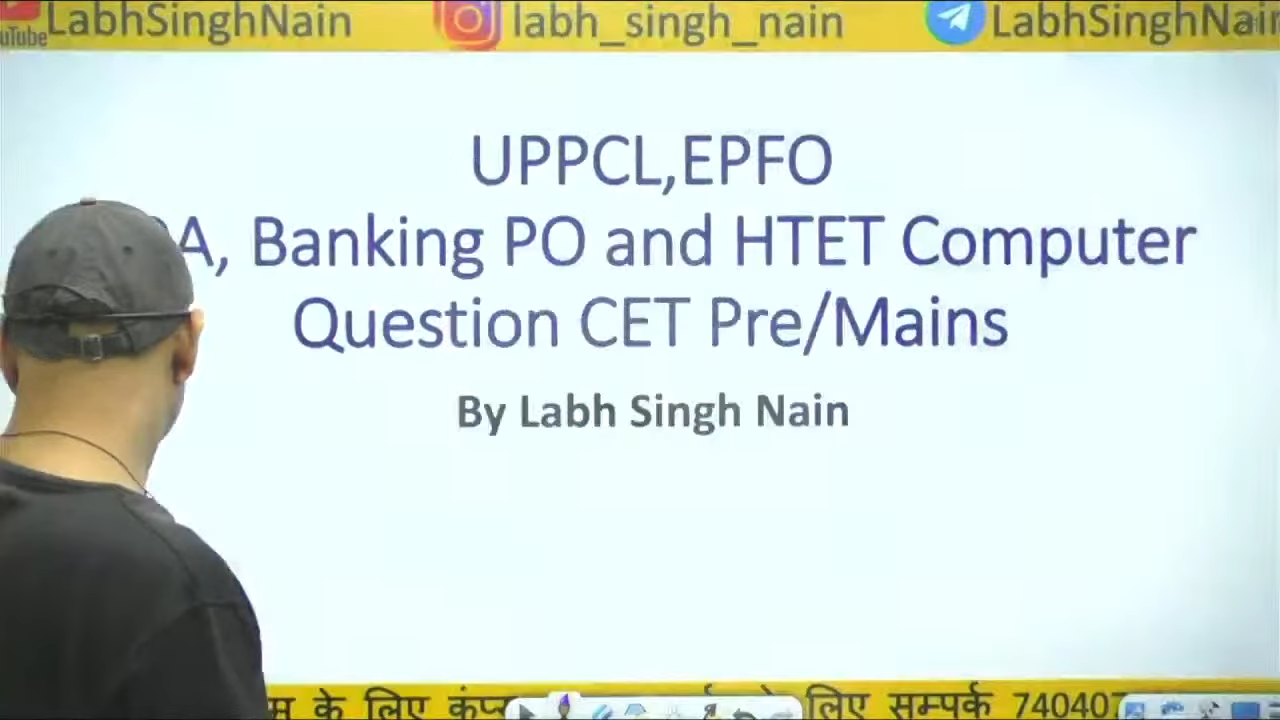 LabhSinghNain labh_singh_nain LabhSinghNain
UPPCL,EPFO
A, Banking PO and HTET Computer
Question CET Pre/Mains
By Labh Singh Nain
के लिए लिए सम्पर्क 74040